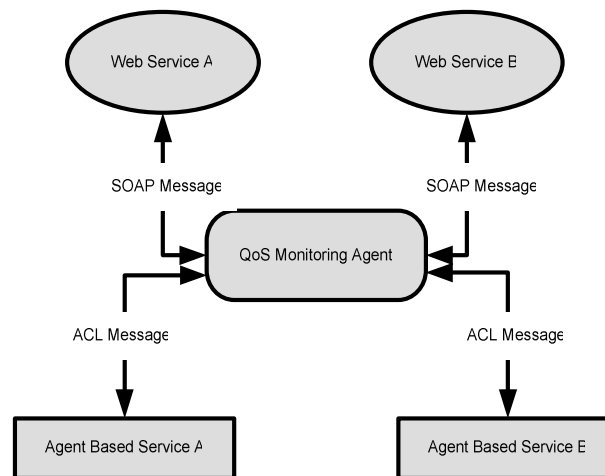 Web Service A
Web Service B
SOAP Message
SOAP Message
QoS Monitoring Agent
ACL Message
ACL Message
Agent Based Service A
Agent Based Service B